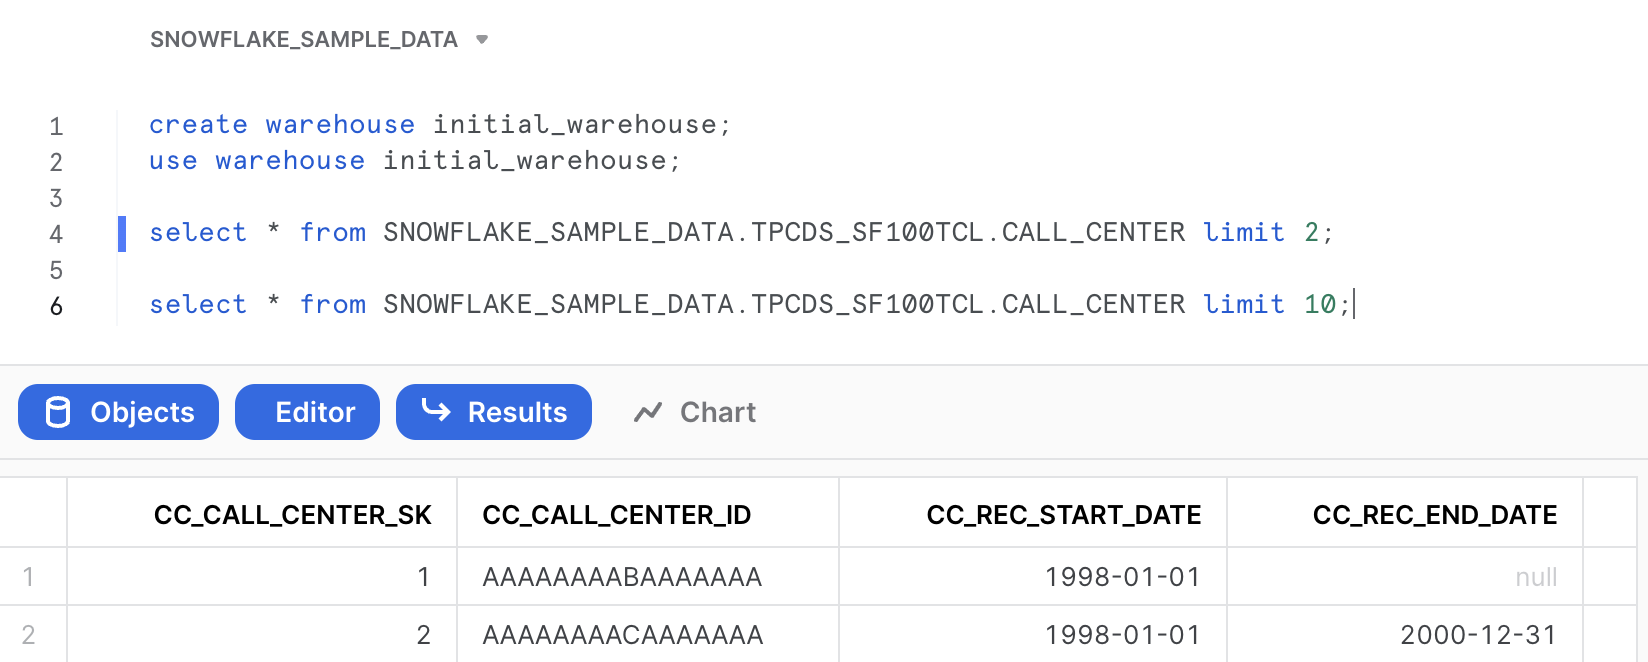 SNOWFLAKE_SAMPLE_DATA
1 create warehouse initial_warehouse;
2 use warehouse initial_warehouse;
3
4 select * from SNOWFLAKE_SAMPLE_DATA.TPCDS_SF100TCL.CALL_CENTER limit 2;
5
6 select * from SNOWFLAKE_SAMPLE_DATA.TPCDS_SF100TCL.CALL_CENTER limit 10;
Objects Editor Results Chart
CC_CALL_CENTER_SK CC_CALL_CENTER_ID CC_REC_START_DATE CC_REC_END_DATE
1 1 AAAAAAAABAAAAAAA 1998-01-01 null
2 2 AAAAAAAACAAAAAAA 1998-01-01 2000-12-31